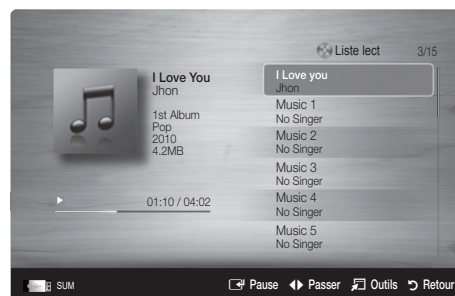 Liste lect 3/15
I Love You
Jhon
1st Album
Pop
2010
4.2MB
01:10 / 04:02
I Love you
Jhon
Music 1
No Singer
Music 2
No Singer
Music 3
No Singer
Music 4
No Singer
Music 5
No Singer
SUM Pause Passer Outils Retour